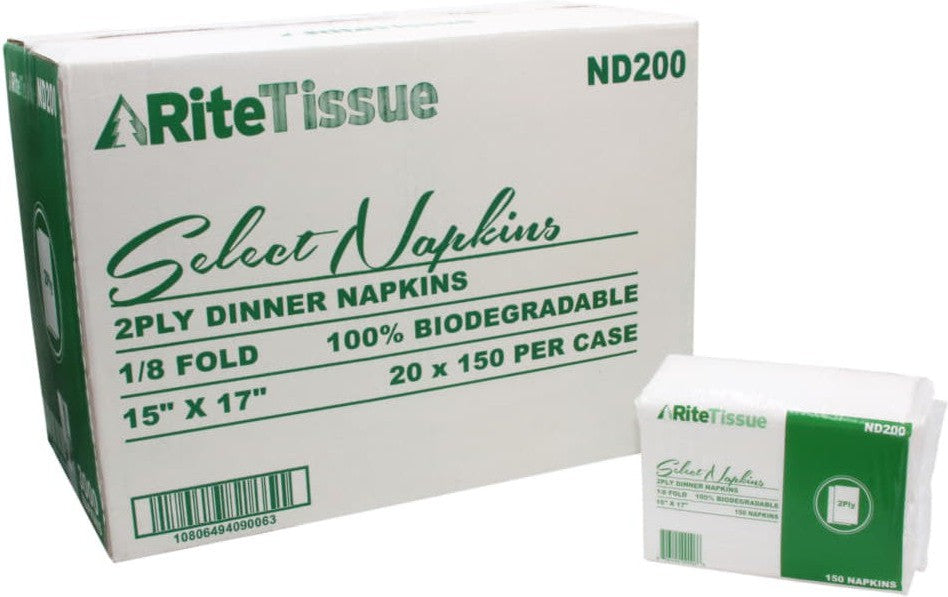 ND200
RiteTissue
Select Napkins
2PLY DINNER NAPKINS
1/8 FOLD 100% BIODEGRADABLE
15" X 17" 20 x 150 PER CASE
10806494090063
ND200
2Ply
RiteTissue ND200
Select Napkins
2PLY DINNER NAPKINS
1/8 FOLD 100% BIODEGRADABLE
15" X 17" 150 NAPKINS
2Ply
150 NAPKINS